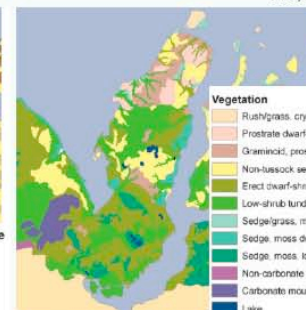 e
Vegetation
Rush/grass, cry
Prostrate dwarf
Graminoid, pros
Non-tussock se
Erect dwarf-shr
Low-shrub tund
Sedge/grass, m
Sedge, moss, d
Sedge, moss, lo
Non-carbonate
Carbonate mou
Lake